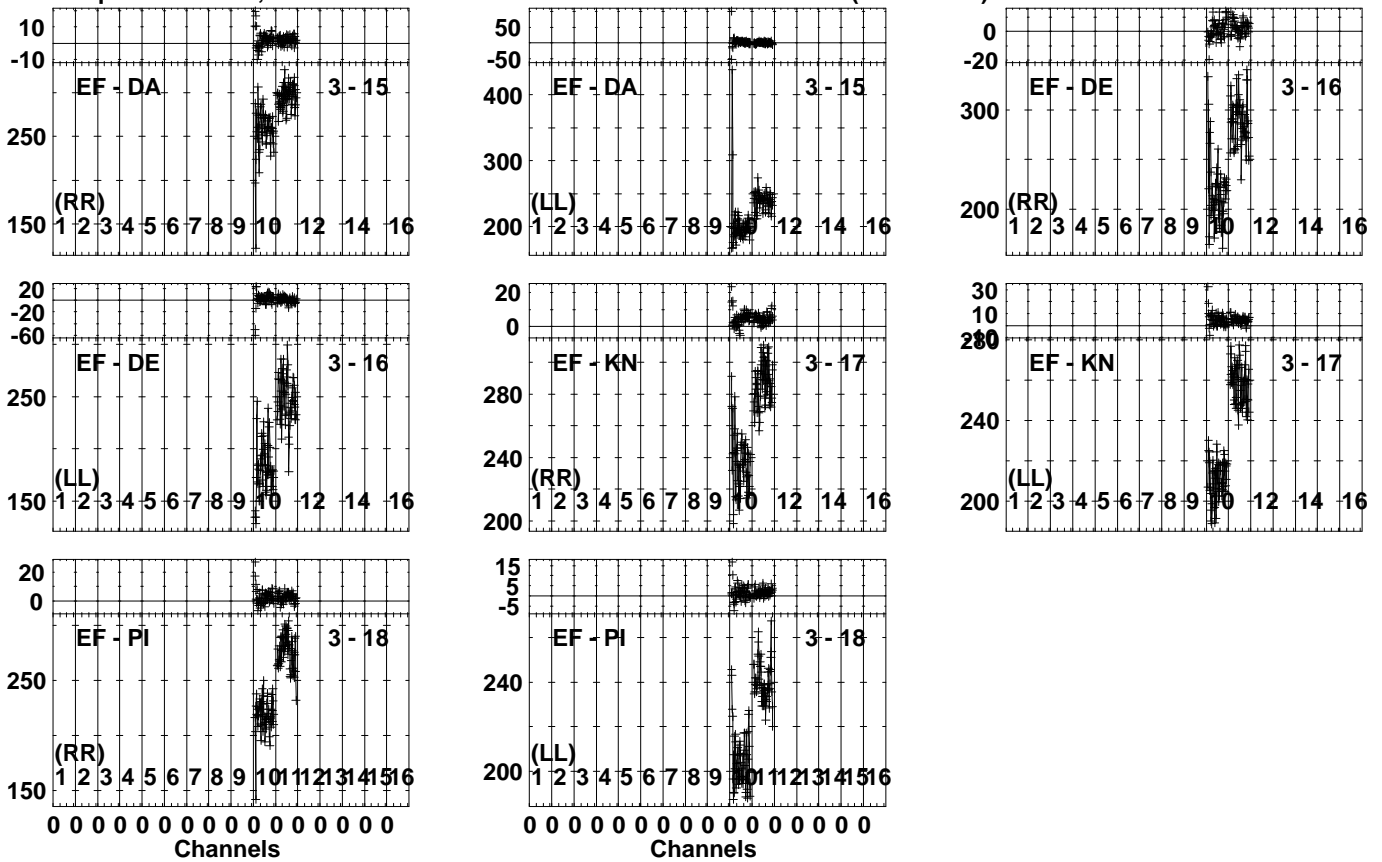 10
-10
EF - DA 3 - 15
250
(RR)
150
1 2 3 4 5 6 7 8 9 10 12 14 16
50
-50
EF - DA 3 - 15
400
300
(LL)
200
1 2 3 4 5 6 7 8 9 10 12 14 16
0
-20
EF - DE 3 - 16
300
(RR)
200
1 2 3 4 5 6 7 8 9 10 12 14 16
20
-20
-60
EF - DE 3 - 16
250
(LL)
150
1 2 3 4 5 6 7 8 9 10 12 14 16
20
0
EF - KN 3 - 17
280
240
(RR)
200
1 2 3 4 5 6 7 8 9 10 12 14 16
30
10
-10
280
EF - KN 3 - 17
240
(LL)
200
1 2 3 4 5 6 7 8 9 10 12 14 16
20
0
EF - PI 3 - 18
250
(RR)
150
1 2 3 4 5 6 7 8 9 10 11 12 13 14 15 16
0 0 0 0 0 0 0 0 0 0 0 0 0 0 0 0
Channels
15
5
-5
EF - PI 3 - 18
240
(LL)
200
1 2 3 4 5 6 7 8 9 10 11 12 13 14 15 16
0 0 0 0 0 0 0 0 0 0 0 0 0 0 0 0
Channels